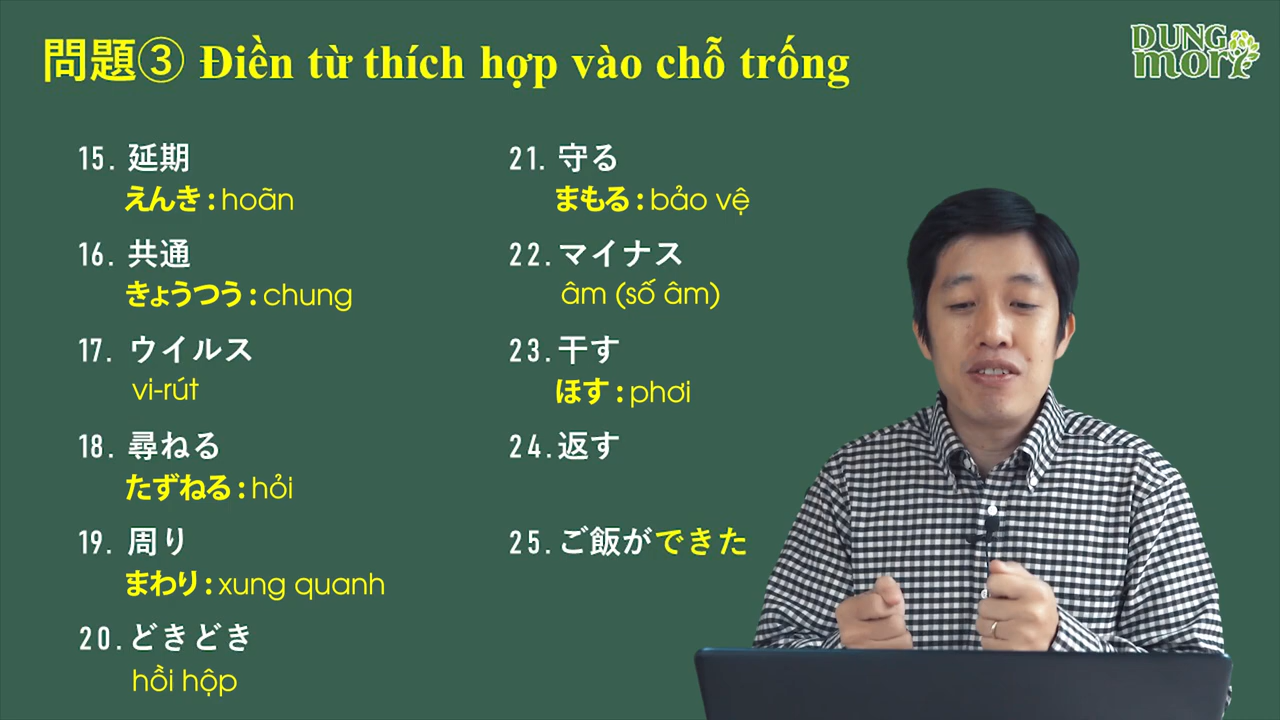 問題③ Điền từ thích hợp vào chỗ trống
DUNG
mori
15. 延期
えんき : hoãn
16. 共通
きょうつう : chung
17. ウイルス
vi-rút
18. 尋ねる
たずねる : hỏi
19. 周り
まわり : xung quanh
20. どきどき
hồi hộp
21. 守る
まもる : bảo vệ
22. マイナス
âm (số âm)
23. 干す
ほす : phơi
24. 返す
25. ご飯ができた